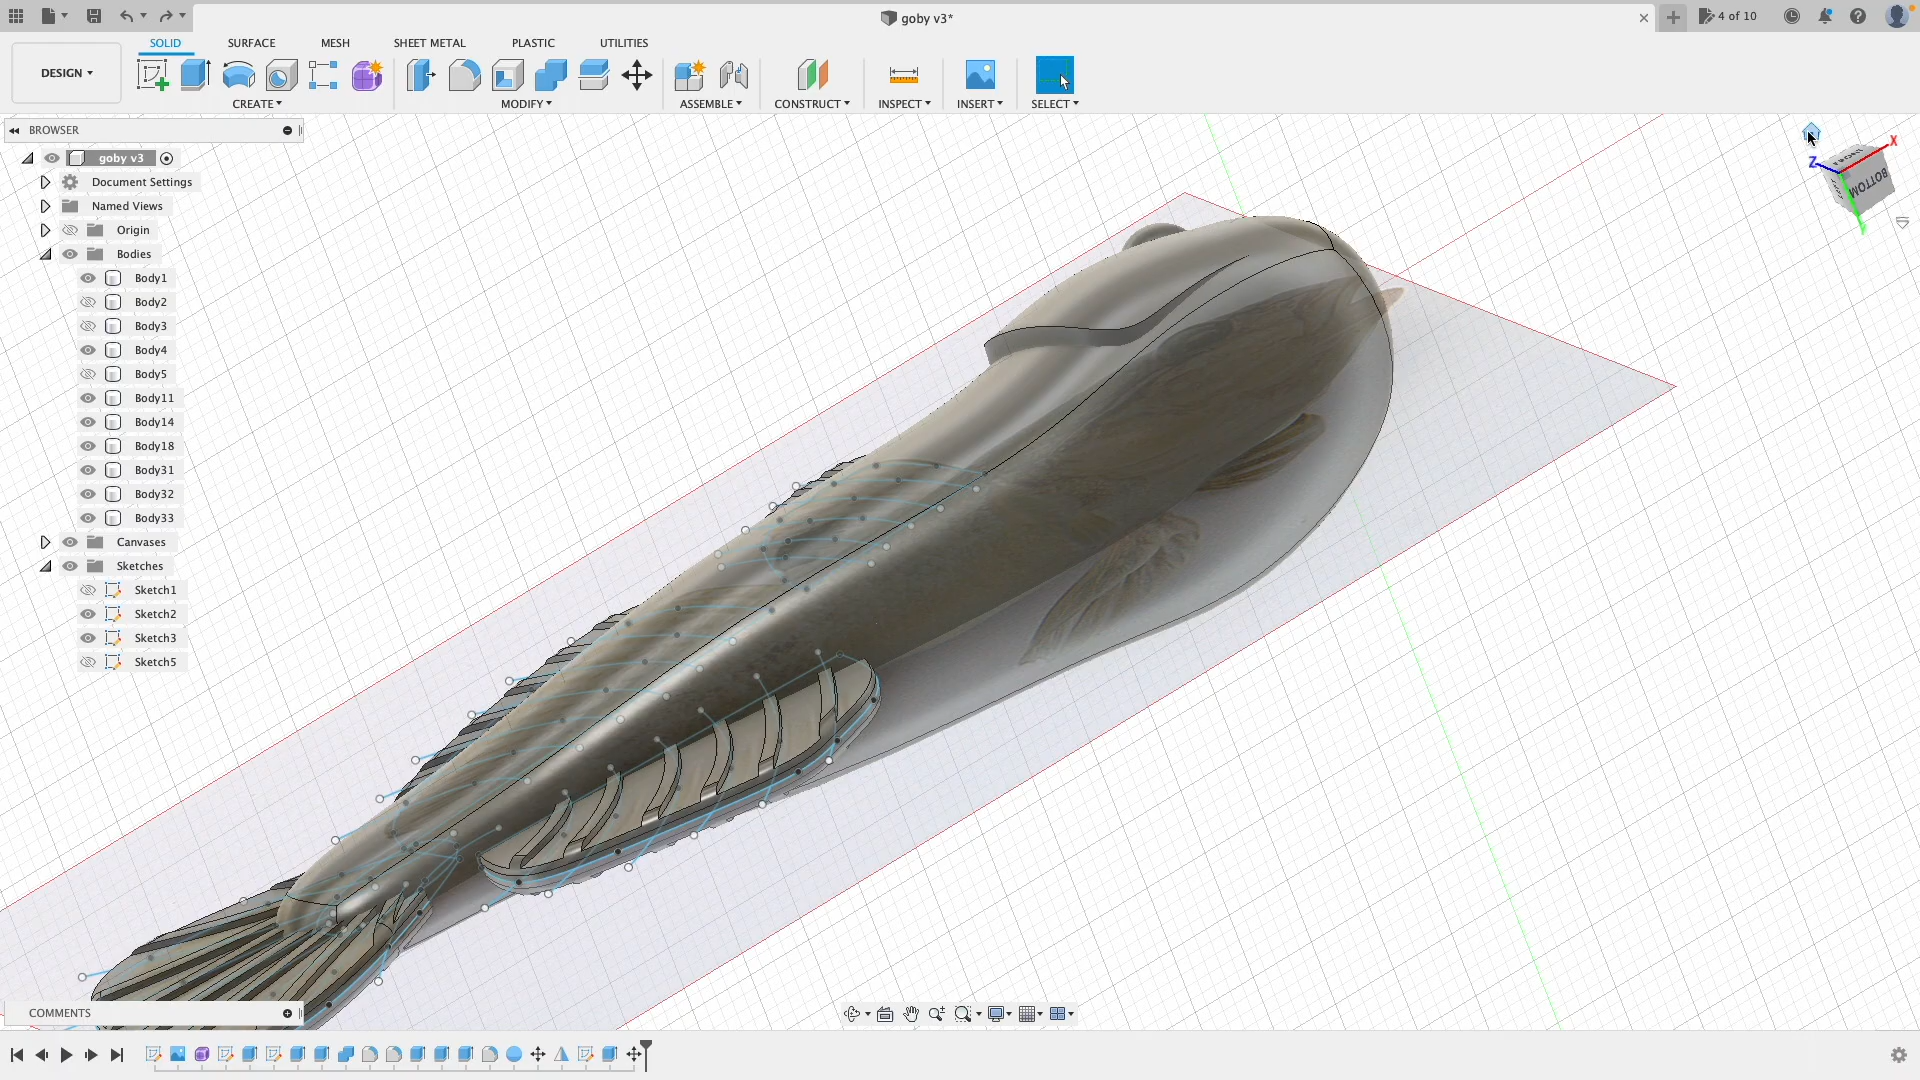 goby v3*
4 of 10
DESIGN
SOLID
SURFACE
MESH
SHEET METAL
PLASTIC
UTILITIES
CREATE
MODIFY
ASSEMBLE
CONSTRUCT
INSPECT
INSERT
SELECT
BROWSER
goby v3
Document Settings
Named Views
Origin
Bodies
Body1
Body2
Body3
Body4
Body5
Body11
Body14
Body18
Body31
Body32
Body33
Canvases
Sketches
Sketch1
Sketch2
Sketch3
Sketch5
X
Z
FRONT
BOTTOM
Y
COMMENTS